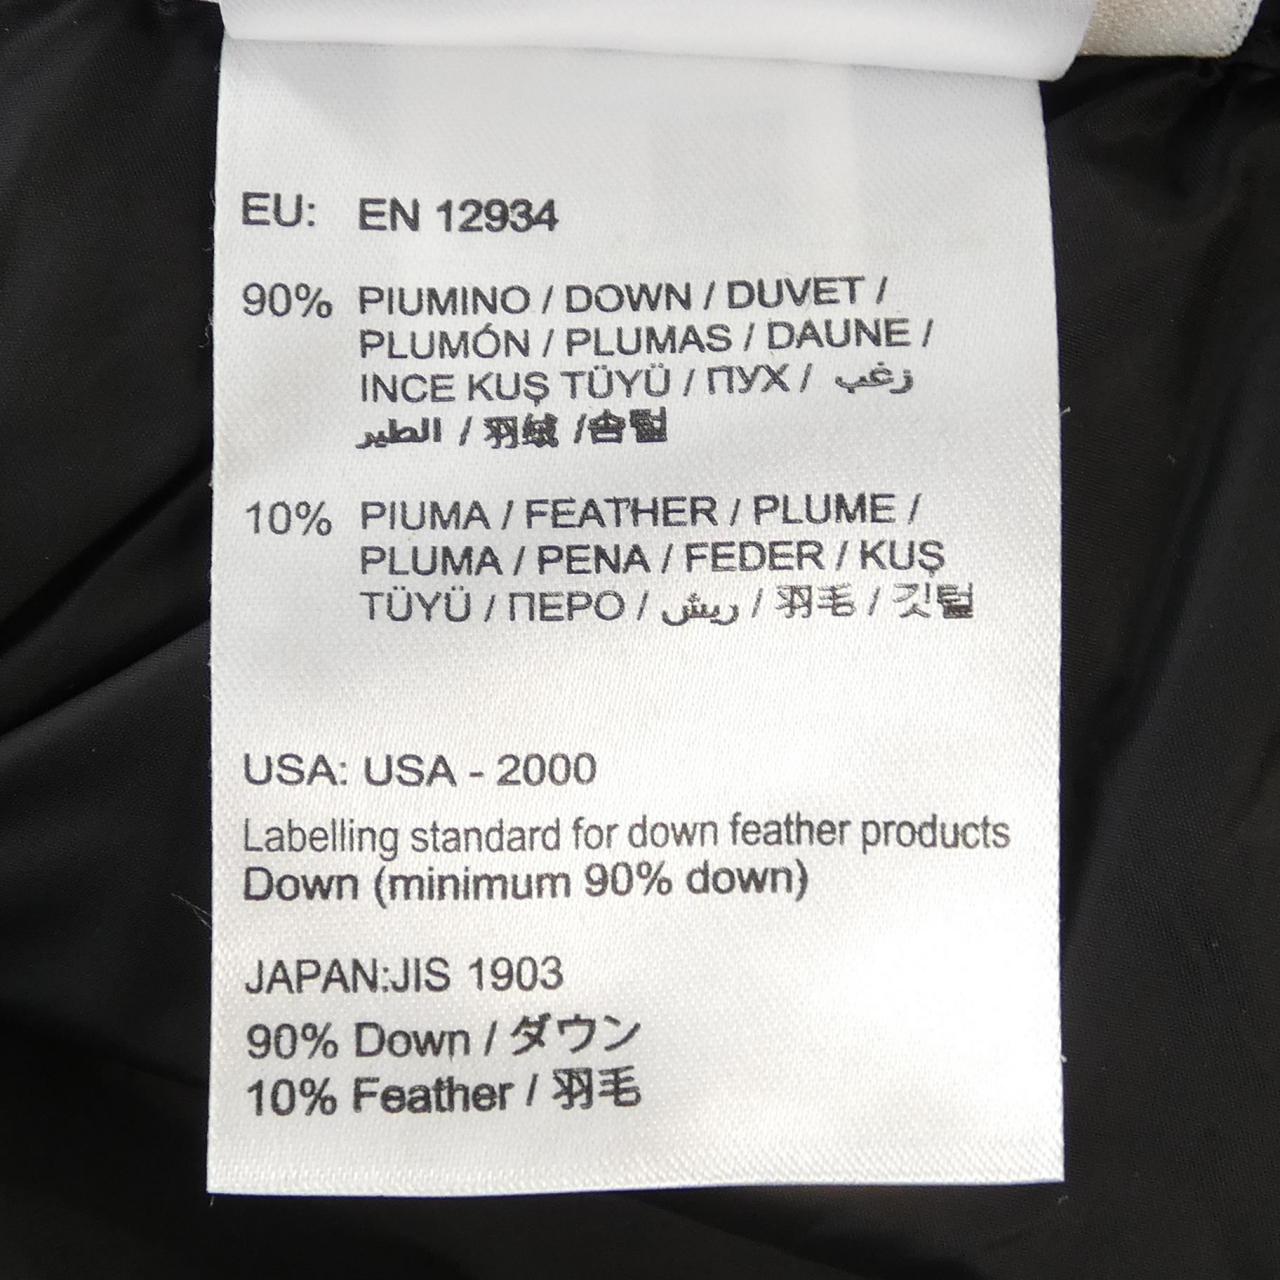 EU: EN 12934
90% PIUMINO / DOWN / DUVET /
PLUMÓN / PLUMAS / DAUNE /
INCE KUŞ TÜYÜ / ПУХ / زغب
الطير / 羽绒 /솜털
10% PIUMA / FEATHER / PLUME /
PLUMA / PENA / FEDER / KUŞ
TÜYÜ / ПЕРО / ريش / 羽毛 / 깃털
USA: USA - 2000
Labelling standard for down feather products
Down (minimum 90% down)
JAPAN:JIS 1903
90% Down / ダウン
10% Feather / 羽毛